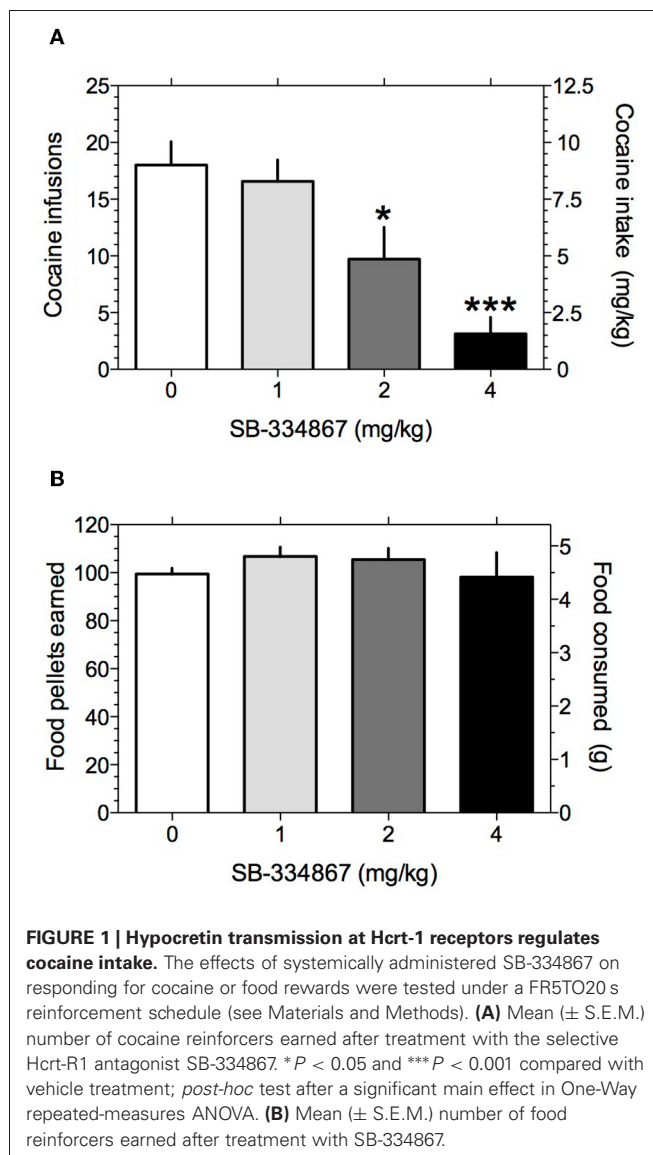 A
25
20
15
10
5
0
Cocaine infusions
12.5
10
7.5
5
2.5
0
Cocaine intake (mg/kg)
*
***
0 1 2 4
SB-334867 (mg/kg)
B
120
100
80
60
40
20
0
Food pellets earned
5
4
3
2
1
0
Food consumed (g)
0 1 2 4
SB-334867 (mg/kg)
FIGURE 1 | Hypocretin transmission at Hcrt-1 receptors regulates
cocaine intake. The effects of systemically administered SB-334867 on
responding for cocaine or food rewards were tested under a FR5TO20 s
reinforcement schedule (see Materials and Methods). (A) Mean (± S.E.M.)
number of cocaine reinforcers earned after treatment with the selective
Hcrt-R1 antagonist SB-334867. *P < 0.05 and ***P < 0.001 compared with
vehicle treatment; post-hoc test after a significant main effect in One-Way
repeated-measures ANOVA. (B) Mean (± S.E.M.) number of food
reinforcers earned after treatment with SB-334867.